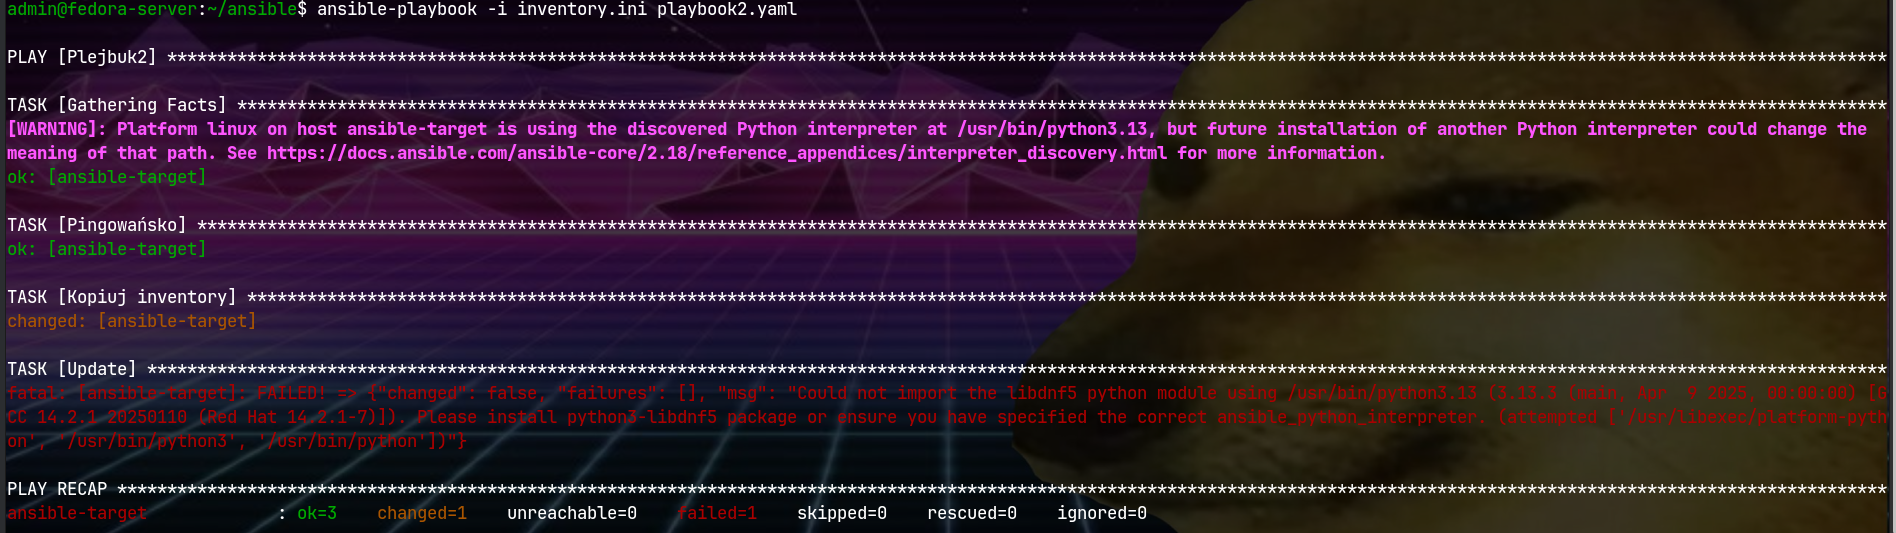 admin@fedora-server:~/ansible$ ansible-playbook -i inventory.ini playbook2.yaml
PLAY [Plejbuk2] ****************************************************************************************************************************************************************************
TASK [Gathering Facts] *********************************************************************************************************************************************************************
[WARNING]: Platform linux on host ansible-target is using the discovered Python interpreter at /usr/bin/python3.13, but future installation of another Python interpreter could change the
meaning of that path. See https://docs.ansible.com/ansible-core/2.18/reference_appendices/interpreter_discovery.html for more information.
ok: [ansible-target]
TASK [Pingowańsko] *************************************************************************************************************************************************************************
ok: [ansible-target]
TASK [Kopiuj inventory] ********************************************************************************************************************************************************************
changed: [ansible-target]
TASK [Update] ******************************************************************************************************************************************************************************
fatal: [ansible-target]: FAILED! => {"changed": false, "failures": [], "msg": "Could not import the libdnf5 python module using /usr/bin/python3.13 (3.13.3 (main, Apr  9 2025, 00:00:00) [G
CC 14.2.1 20250110 (Red Hat 14.2.1-7)]). Please install python3-libdnf5 package or ensure you have specified the correct ansible_python_interpreter. (attempted ['/usr/libexec/platform-pyth
on', '/usr/bin/python3', '/usr/bin/python'])"}
PLAY RECAP *********************************************************************************************************************************************************************************
ansible-target             : ok=3    changed=1    unreachable=0    failed=1    skipped=0    rescued=0    ignored=0